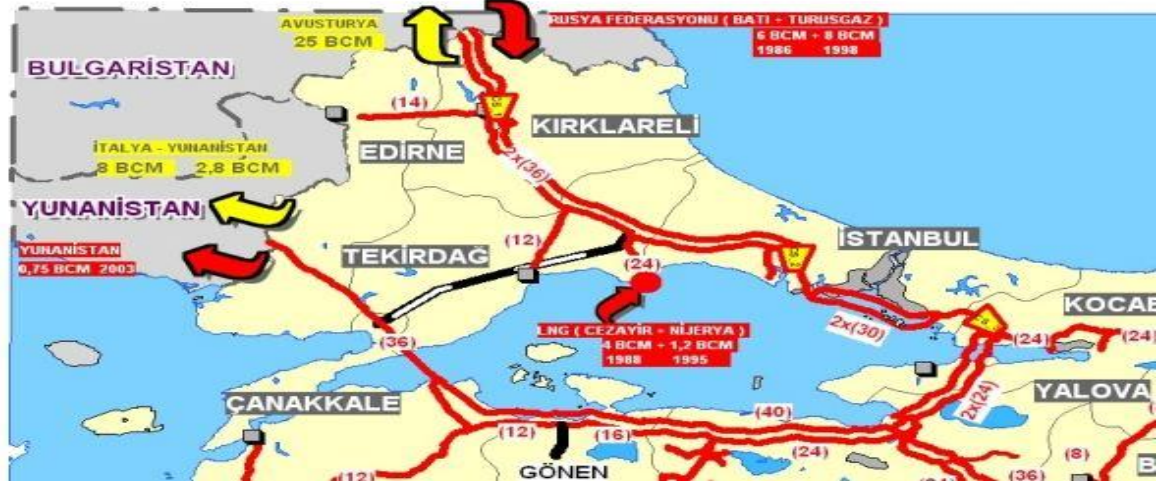 AVUSTURYA
25 BCM
RUSYA FEDERASYONU ( BATI + TURUSGAZ )
6 BCM + 8 BCM
1986 1998
BULGARİSTAN
(14)
KIRKLARELİ
EDİRNE
2x(36)
İTALYA - YUNANİSTAN
8 BCM 2,8 BCM
YUNANİSTAN
YUNANİSTAN
0,75 BCM 2003
TEKİRDAĞ
(12)
(24)
İSTANBUL
2x(30)
LNG ( CEZAYİR - NİJERYA )
4 BCM + 1,2 BCM
1988 1995
(36)
KOCAE
(24)
(24)
YALOVA
2x(24)
ÇANAKKALE
(12)
(16)
(40)
GÖNEN
(12)
(24)
(8)
(36)
B